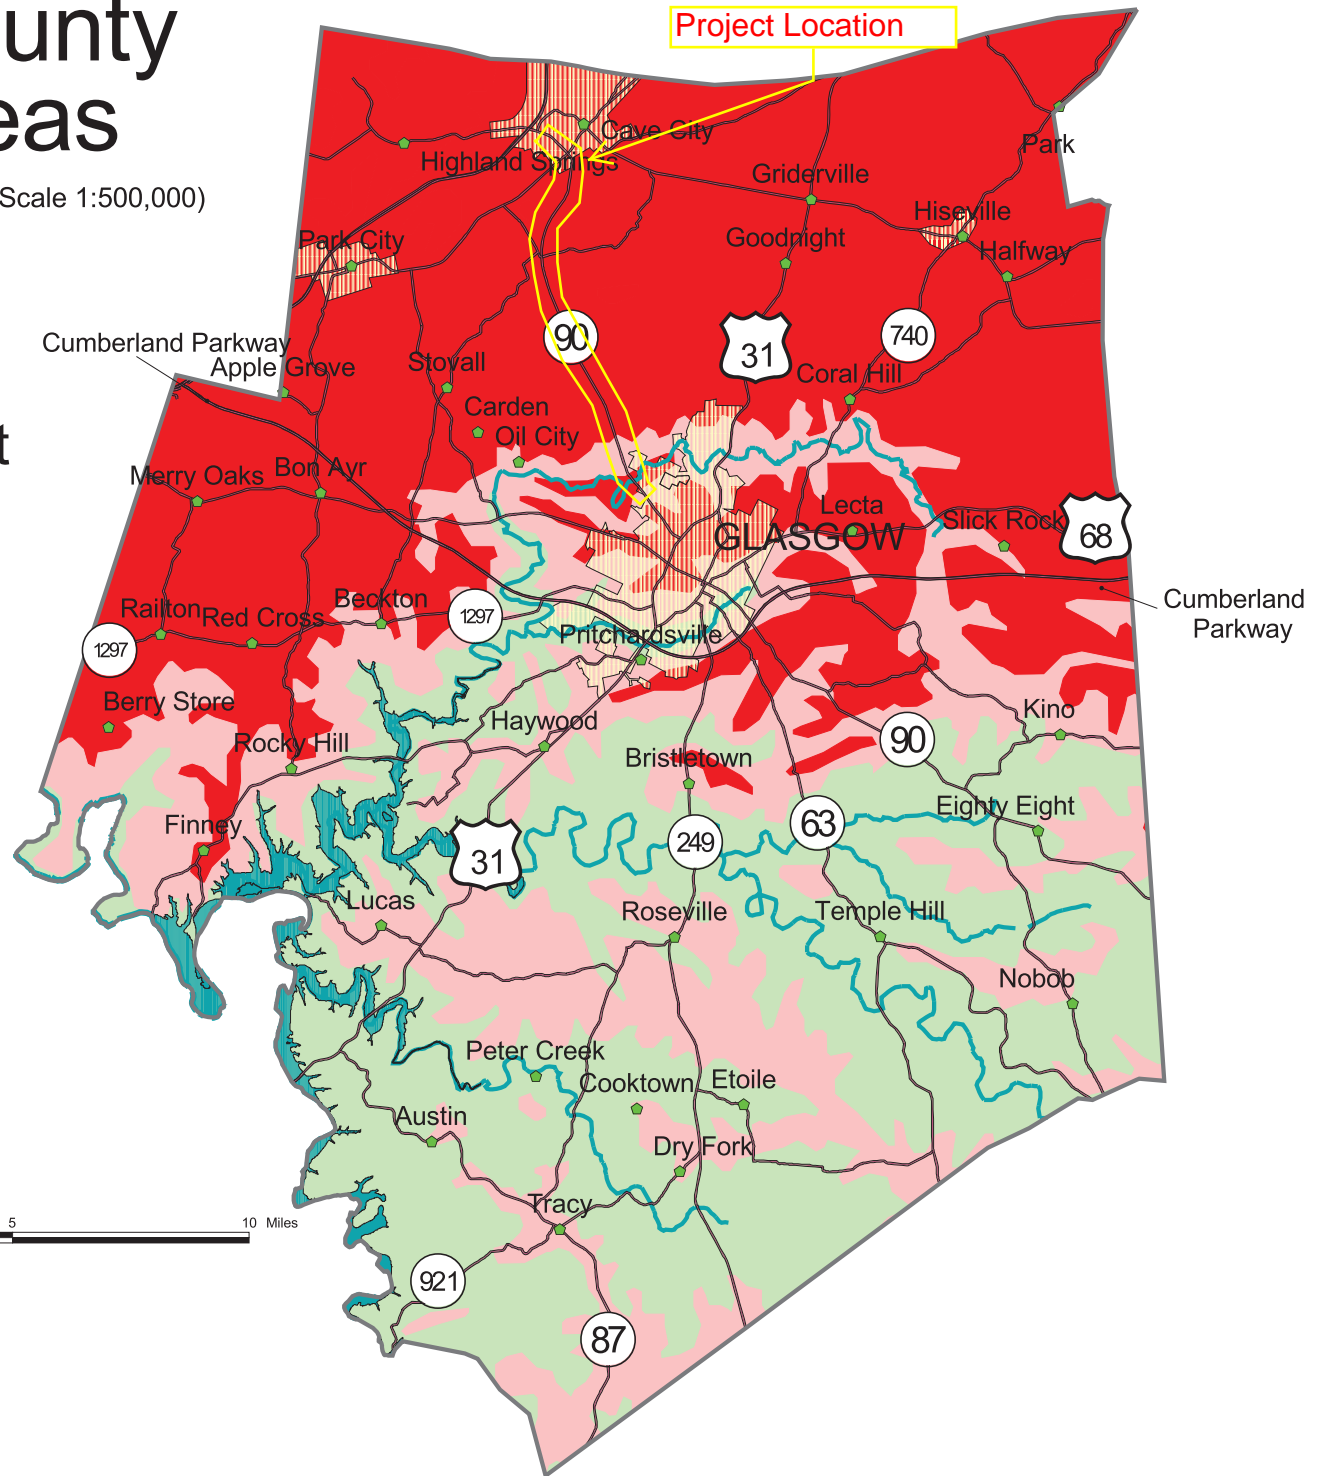 ounty
eas
Scale 1:500,000)
t
Project Location
Cave City
Highland Springs
Park
Griderville
Hiseville
Park City
Goodnight
Halfway
90
31
740
Cumberland Parkway
Apple Grove
Stovall
Coral Hill
Carden
Oil City
Merry Oaks
Bon Ayr
Lecta
Slick Rock
GLASGOW
68
Cumberland
Parkway
Railton
Red Cross
Beckton
1297
1297
Pritchardsville
Berry Store
Haywood
Kino
Rocky Hill
Bristletown
90
Finney
Eighty Eight
31
249
63
Lucas
Roseville
Temple Hill
Nobob
Peter Creek
Cooktown
Etoile
Austin
Dry Fork
Tracy
5
10 Miles
921
87